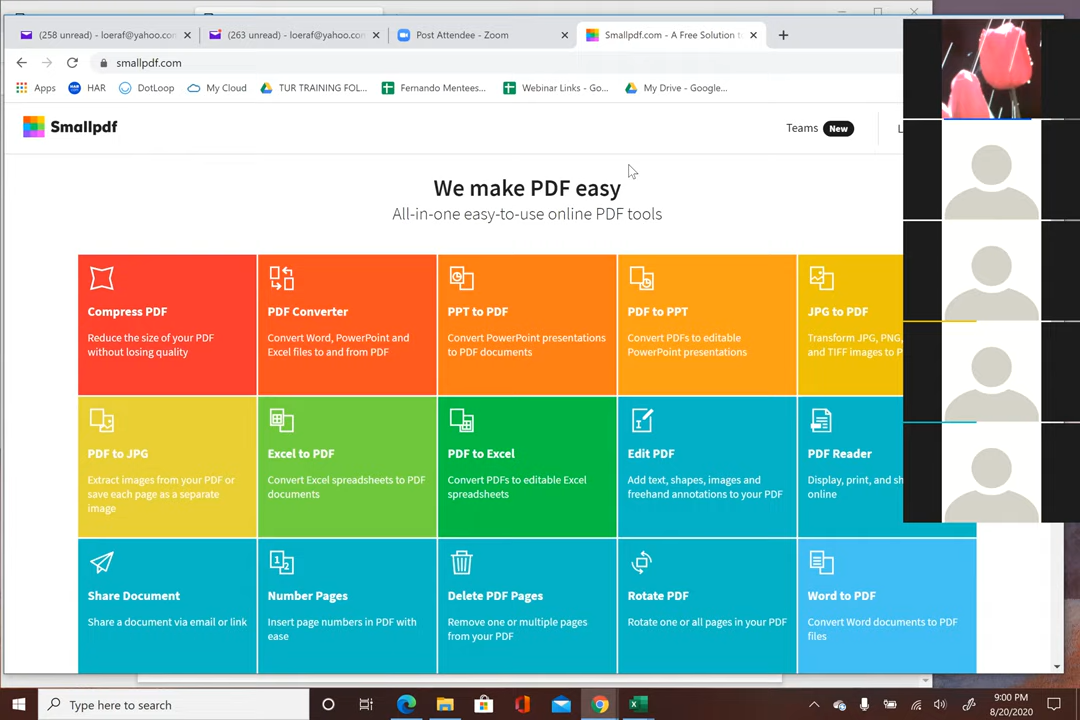 (258 unread) - loeraf@yahoo.con
(263 unread) - loeraf@yahoo.con
Post Attendee - Zoom
Smallpdf.com - A Free Solution to
smallpdf.com
Apps
HAR
DotLoop
My Cloud
TUR TRAINING FOL...
Fernando Mentees...
Webinar Links - Go...
My Drive - Google...
Smallpdf
Teams New
L
We make PDF easy
All-in-one easy-to-use online PDF tools
Compress PDF
Reduce the size of your PDF
without losing quality
PDF Converter
Convert Word, PowerPoint and
Excel files to and from PDF
PPT to PDF
Convert PowerPoint presentations
to PDF documents
PDF to PPT
Convert PDFs to editable
PowerPoint presentations
JPG to PDF
Transform JPG, PNG,
and TIFF images to P
PDF to JPG
Extract images from your PDF or
save each page as a separate
image
Excel to PDF
Convert Excel spreadsheets to PDF
documents
PDF to Excel
Convert PDFs to editable Excel
spreadsheets
Edit PDF
Add text, shapes, images and
freehand annotations to your PDF
PDF Reader
Display, print, and sh
online
Share Document
Share a document via email or link
Number Pages
Insert page numbers in PDF with
ease
Delete PDF Pages
Remove one or multiple pages
from your PDF
Rotate PDF
Rotate one or all pages in your PDF
Word to PDF
Convert Word documents to PDF
files
Type here to search
9:00 PM
8/20/2020